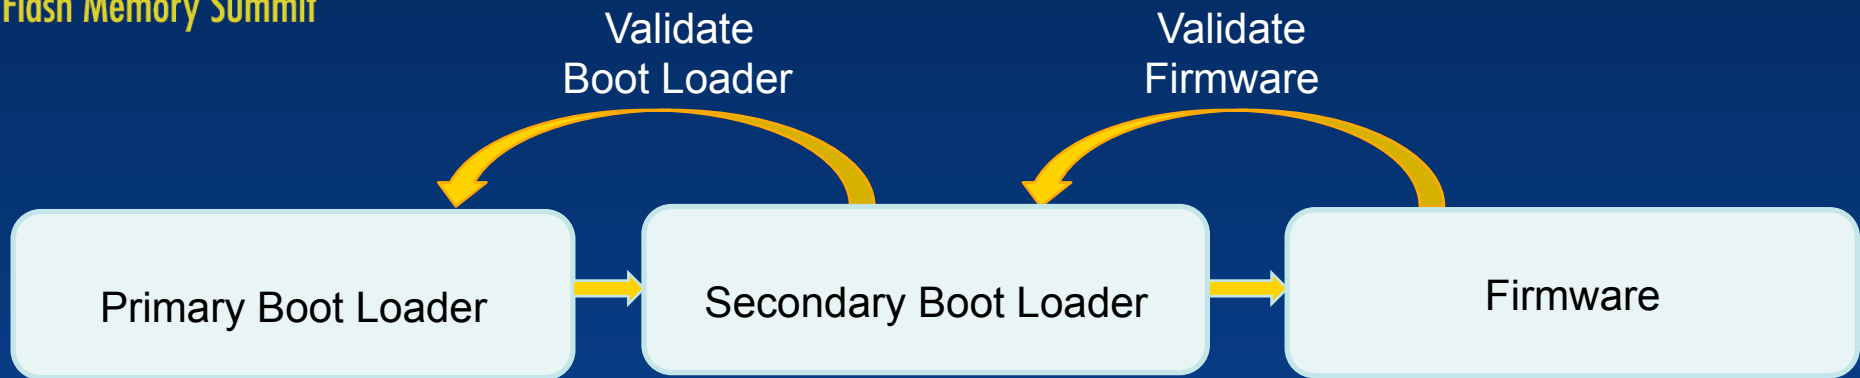 Flash Memory Summit
Validate
Boot Loader
Validate
Firmware
Primary Boot Loader
Secondary Boot Loader
Firmware